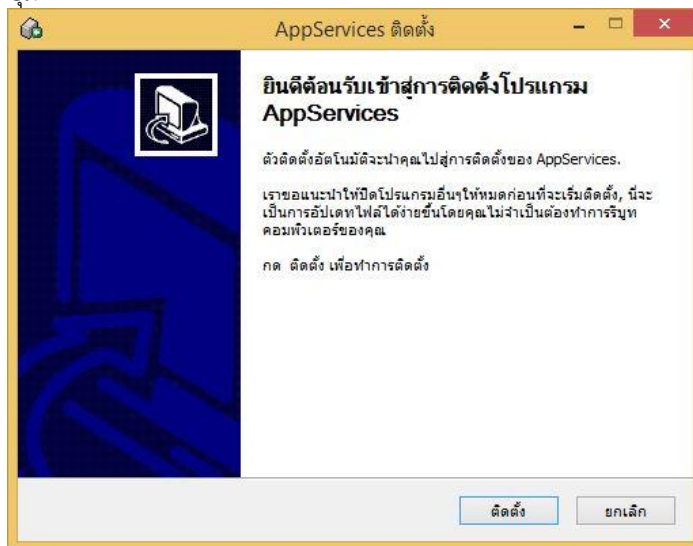 AppServices ติดตั้ง
ยินดีต้อนรับเข้าสู่การติดตั้งโปรแกรม
AppServices
ตัวติดตั้งอัตโนมัติจะนำคุณไปสู่การติดตั้งของ AppServices.
เราขอแนะนำให้ปิดโปรแกรมอื่นๆให้หมดก่อนที่จะเริ่มติดตั้ง, นี่จะ
เป็นการอัปเดทไฟล์ได้ง่ายขึ้นโดยคุณไม่จำเป็นต้องทำการรีบูท
คอมพิวเตอร์ของคุณ
กด ติดตั้ง เพื่อทำการติดตั้ง
ติดตั้ง
ยกเลิก